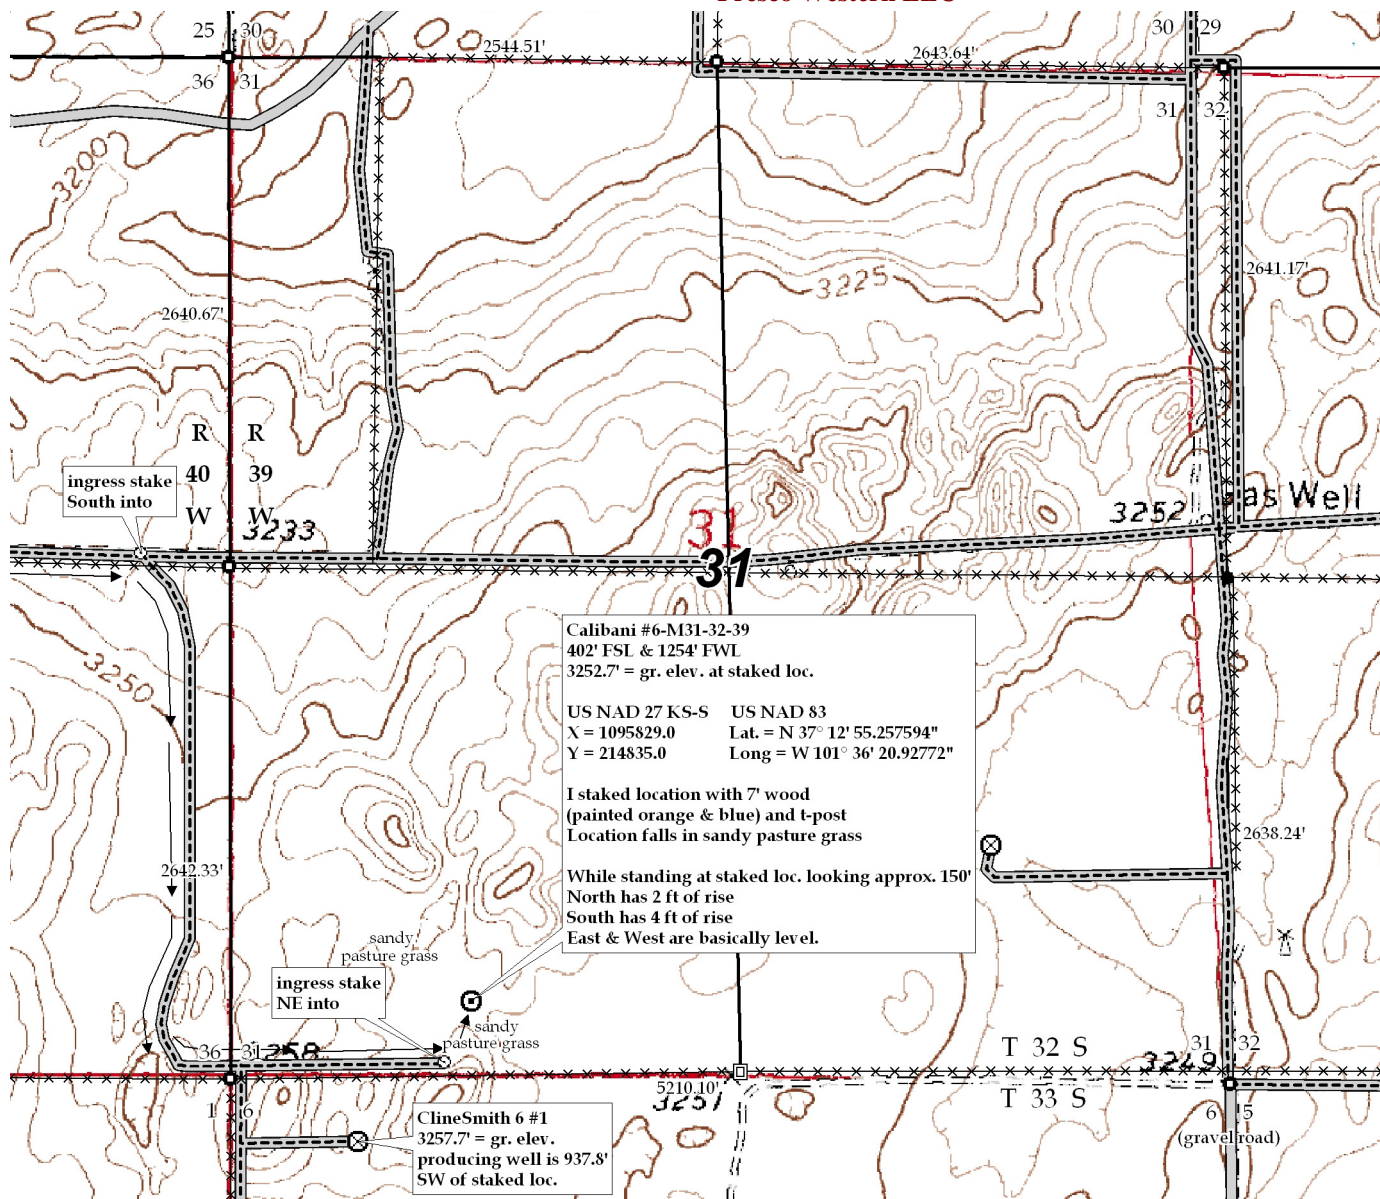 25 30
2544.51'
2643.64'
30 29
36 31
31 32
3200
2641.17'
3225
2640.67'
R R
40 39
W W
ingress stake
South into
3233
31
31
3252
as Well
Calibani #6-M31-32-39
402' FSL & 1254' FWL
3252.7' = gr. elev. at staked loc.
US NAD 27 KS-S US NAD 83
X = 1095829.0 Lat. = N 37° 12' 55.257594"
Y = 214835.0 Long = W 101° 36' 20.92772"
I staked location with 7' wood
(painted orange & blue) and t-post
Location falls in sandy pasture grass
While standing at staked loc. looking approx. 150'
North has 2 ft of rise
South has 4 ft of rise
East & West are basically level.
3250
2638.24'
2642.33'
sandy
pasture grass
ingress stake
NE into
sandy
pasture grass
36 31
3258
T 32 S
31 32
3249
5210.10'
3251
T 33 S
1 6
6 5
(gravel road)
ClineSmith 6 #1
3257.7' = gr. elev.
producing well is 937.8'
SW of staked loc.